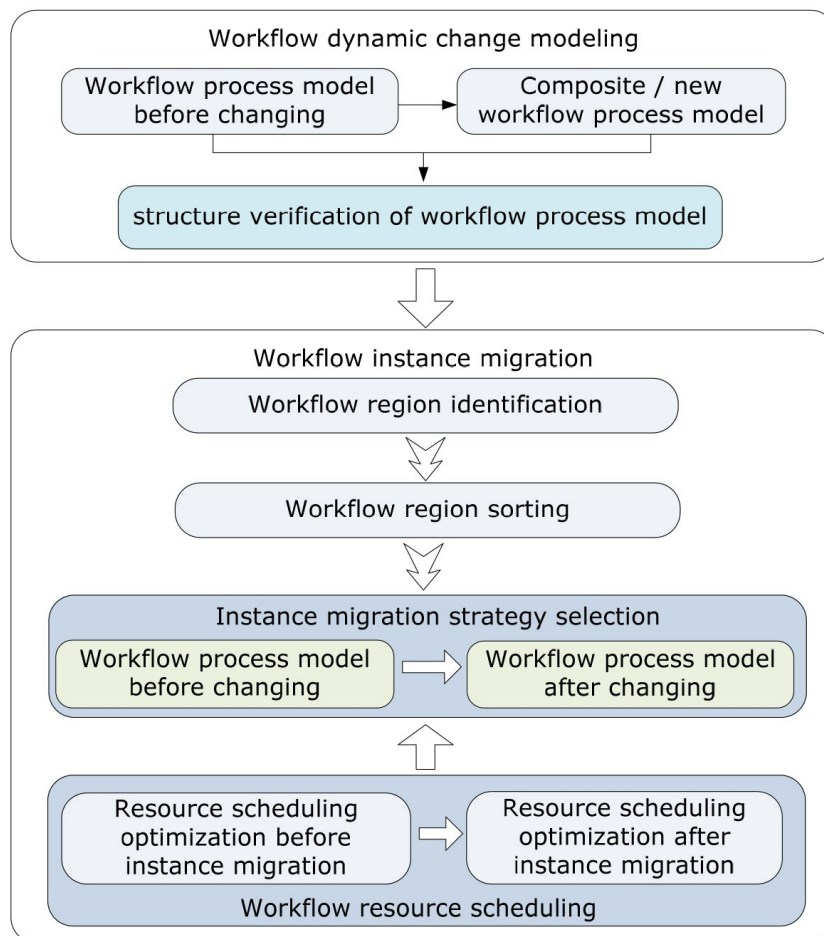 Workflow dynamic change modeling
Workflow process model
before changing
Composite / new
workflow process model
structure verification of workflow process model
Workflow instance migration
Workflow region identification
Workflow region sorting
Instance migration strategy selection
Workflow process model
before changing
Workflow process model
after changing
Resource scheduling
optimization before
instance migration
Resource scheduling
optimization after
instance migration
Workflow resource scheduling